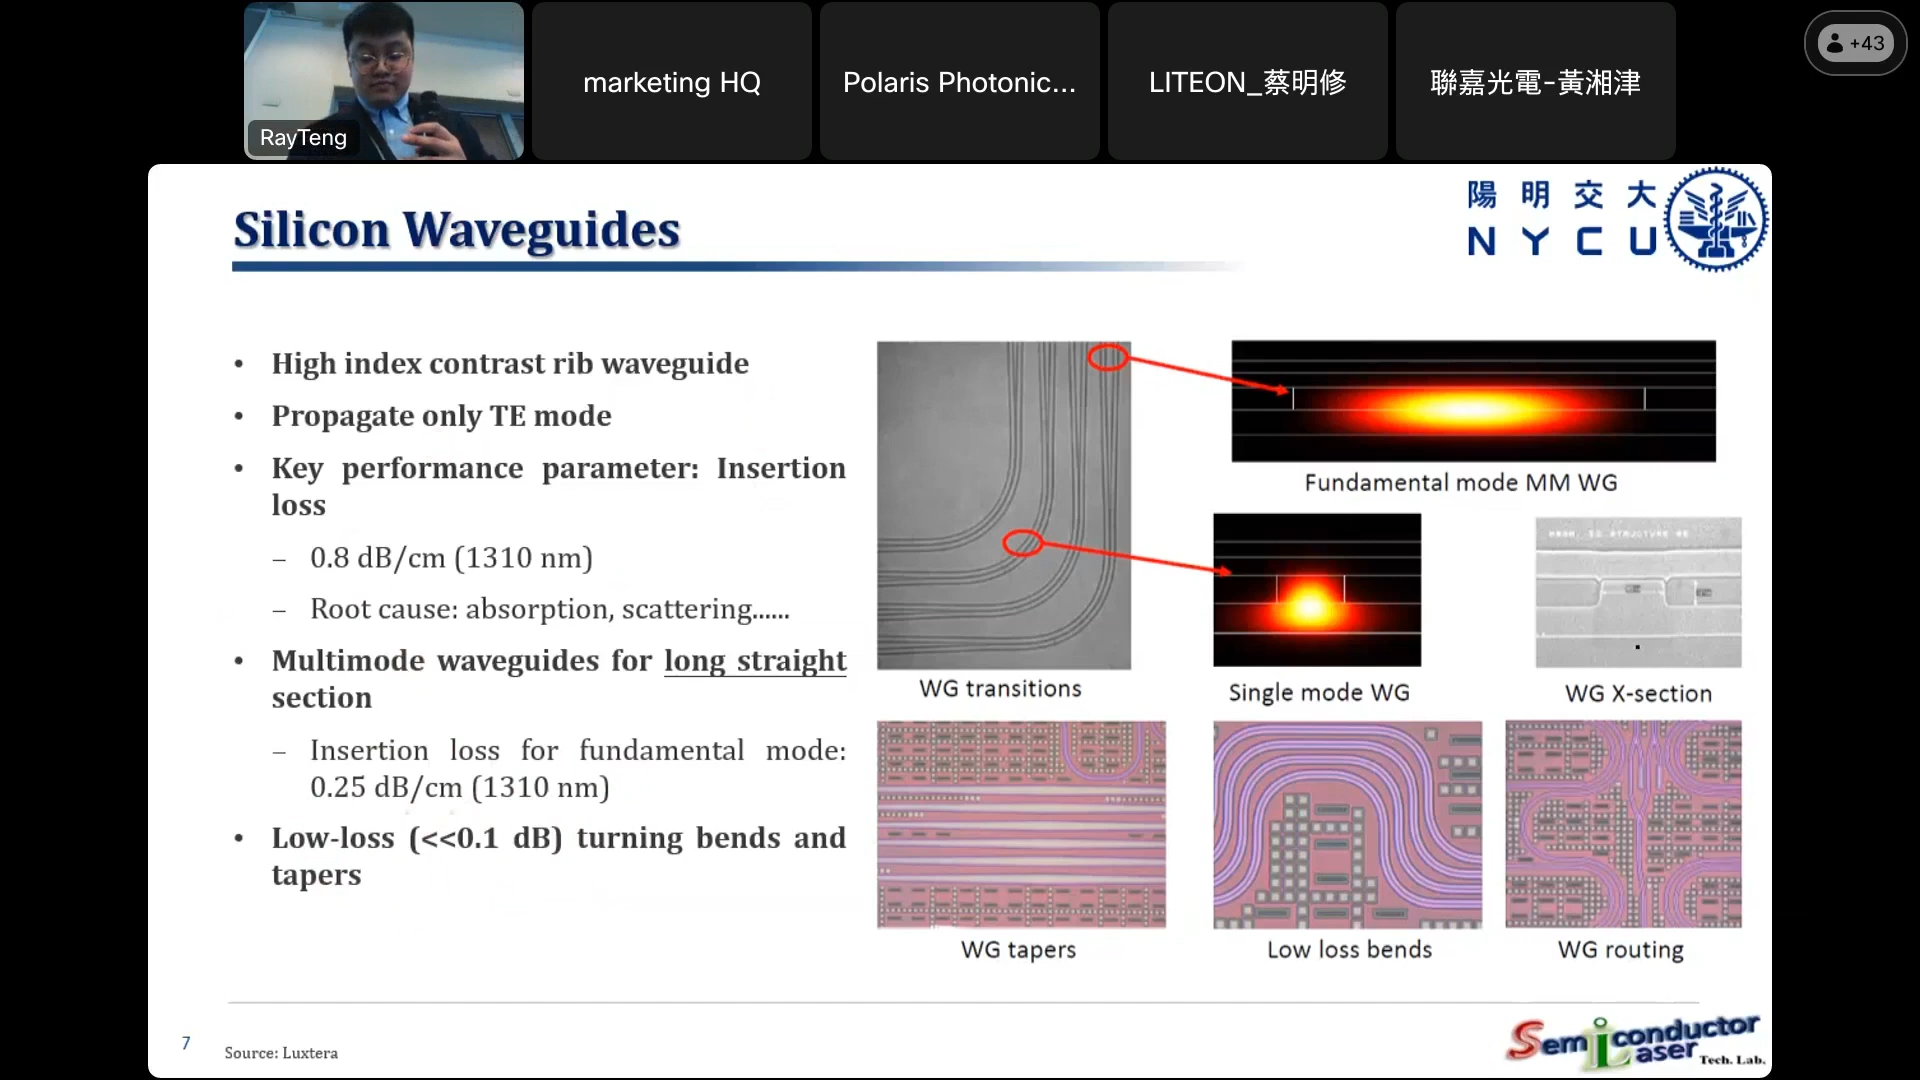 marketing HQ
Polaris Photonic...
LITEON_蔡明修
聯嘉光電-黃湘津
+43
RayTeng
陽明交大
NYCU
Silicon Waveguides
• High index contrast rib waveguide
• Propagate only TE mode
• Key performance parameter: Insertion
loss
– 0.8 dB/cm (1310 nm)
– Root cause: absorption, scattering......
• Multimode waveguides for long straight
section
– Insertion loss for fundamental mode:
0.25 dB/cm (1310 nm)
• Low-loss (<<0.1 dB) turning bends and
tapers
Fundamental mode MM WG
WG transitions
Single mode WG
WG X-section
WG tapers
Low loss bends
WG routing
7
Source: Luxtera
Semiconductor
Laser
Tech. Lab.